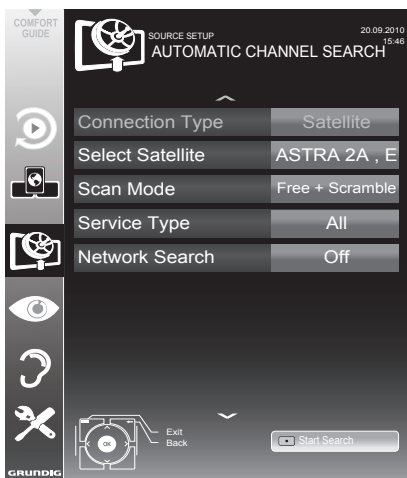 COMFORT
GUIDE
SOURCE SETUP
20.09.2010
AUTOMATIC CHANNEL SEARCH
15:46
Connection Type Satellite
Select Satellite ASTRA 2A , E
Scan Mode Free + Scramble
Service Type All
Network Search Off
Exit
Back
OK
Start Search
GRUNDIG